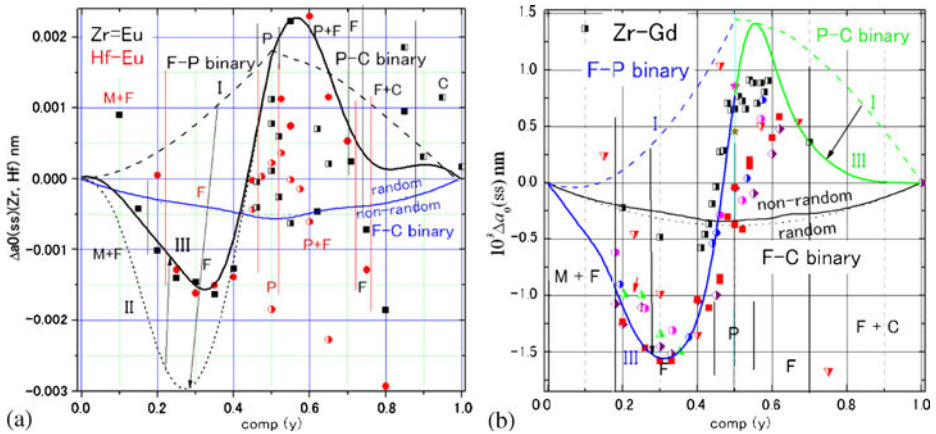 (a)
Δa0(ss)(Zr, Hf) nm
0.002
0.001
0.000
-0.001
-0.002
-0.003
Zr=Eu
Hf-Eu
F-P binary
M+F
I
P
F
P+F
F
P-C binary
F+C
C
F
random
non-random
F-C binary
M+F
III
F
P+F
II
P
F
0.0 0.2 0.4 0.6 0.8 1.0
comp (y)
(b)
10³Δa₀(ss) nm
1.5
1.0
0.5
0.0
-0.5
-1.0
-1.5
Zr-Gd
P-C binary
F-P binary
I
I
III
non-random
random
F-C binary
M + F
F + C
P
III
F
F
0.0 0.2 0.4 0.6 0.8 1.0
comp (y)